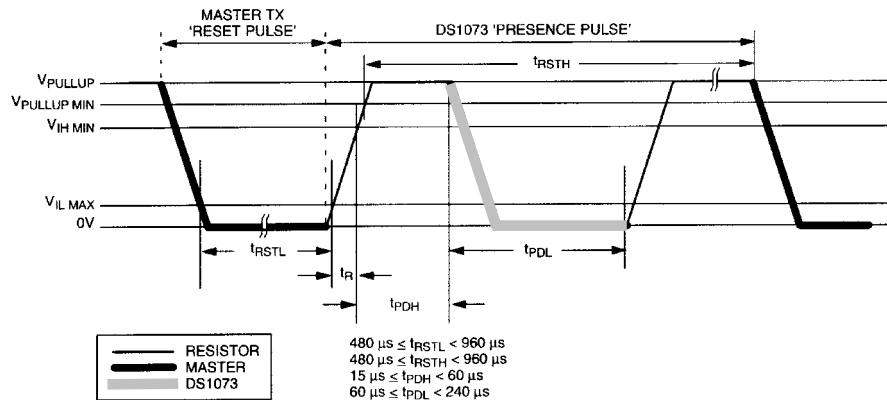 MASTER TX
'RESET PULSE'
DS1073 'PRESENCE PULSE'
tRSTH
VPULLUP
VPULLUP MIN
VIH MIN
VIL MAX
0V
tRSTL
tR
tPDL
tPDH
RESISTOR
MASTER
DS1073
480 µs ≤ tRSTL < 960 µs
480 µs ≤ tRSTH < 960 µs
15 µs ≤ tPDH < 60 µs
60 µs ≤ tPDL < 240 µs